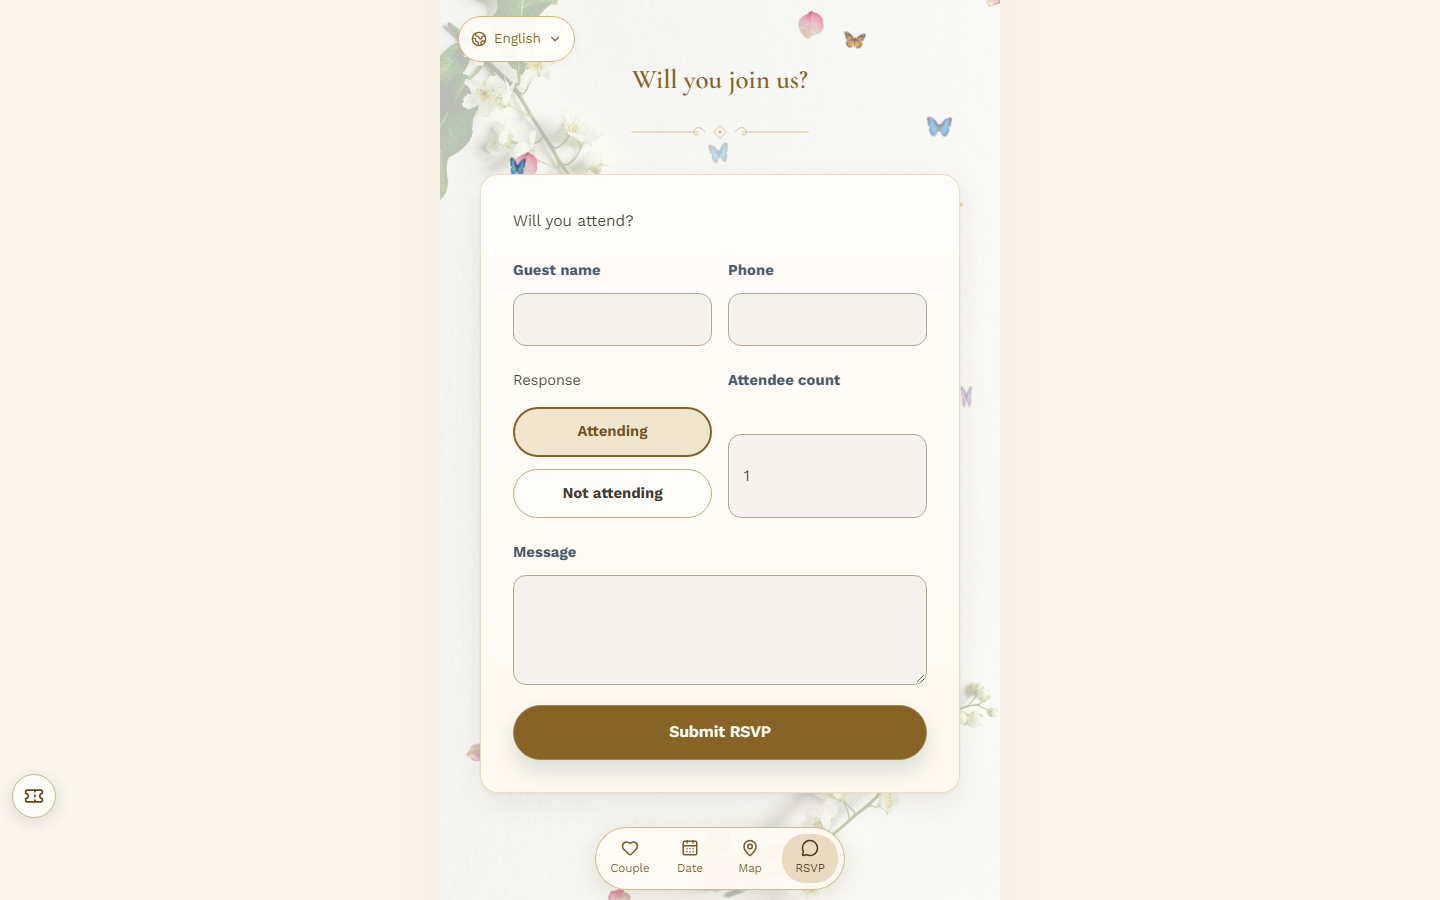 English
Will you join us?
Will you attend?
Guest name
Phone
Response
Attendee count
Attending
1
Not attending
Message
Submit RSVP
Couple
Date
Map
RSVP